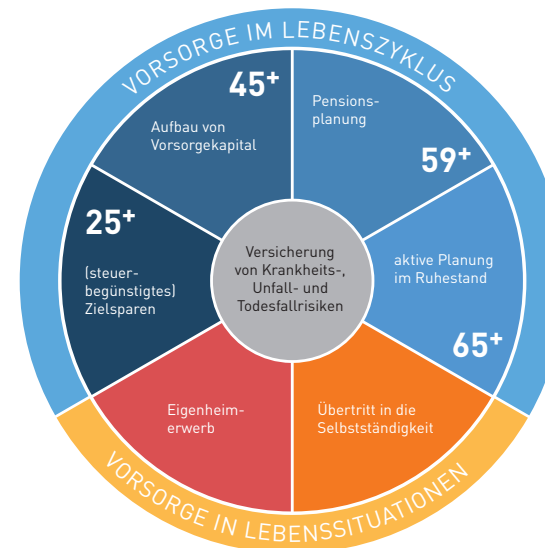 VORSORGE IM LEBENSZYKLUS
45+
Aufbau von
Vorsorgekapital
Pensions-
planung
59+
25+
(steuer-
begünstigtes)
Zielsparen
Versicherung
von Krankheits-,
Unfall- und
Todesfallrisiken
aktive Planung
im Ruhestand
65+
Eigenheim-
erwerb
Übertritt in die
Selbstständigkeit
VORSORGE IN LEBENSSITUATIONEN